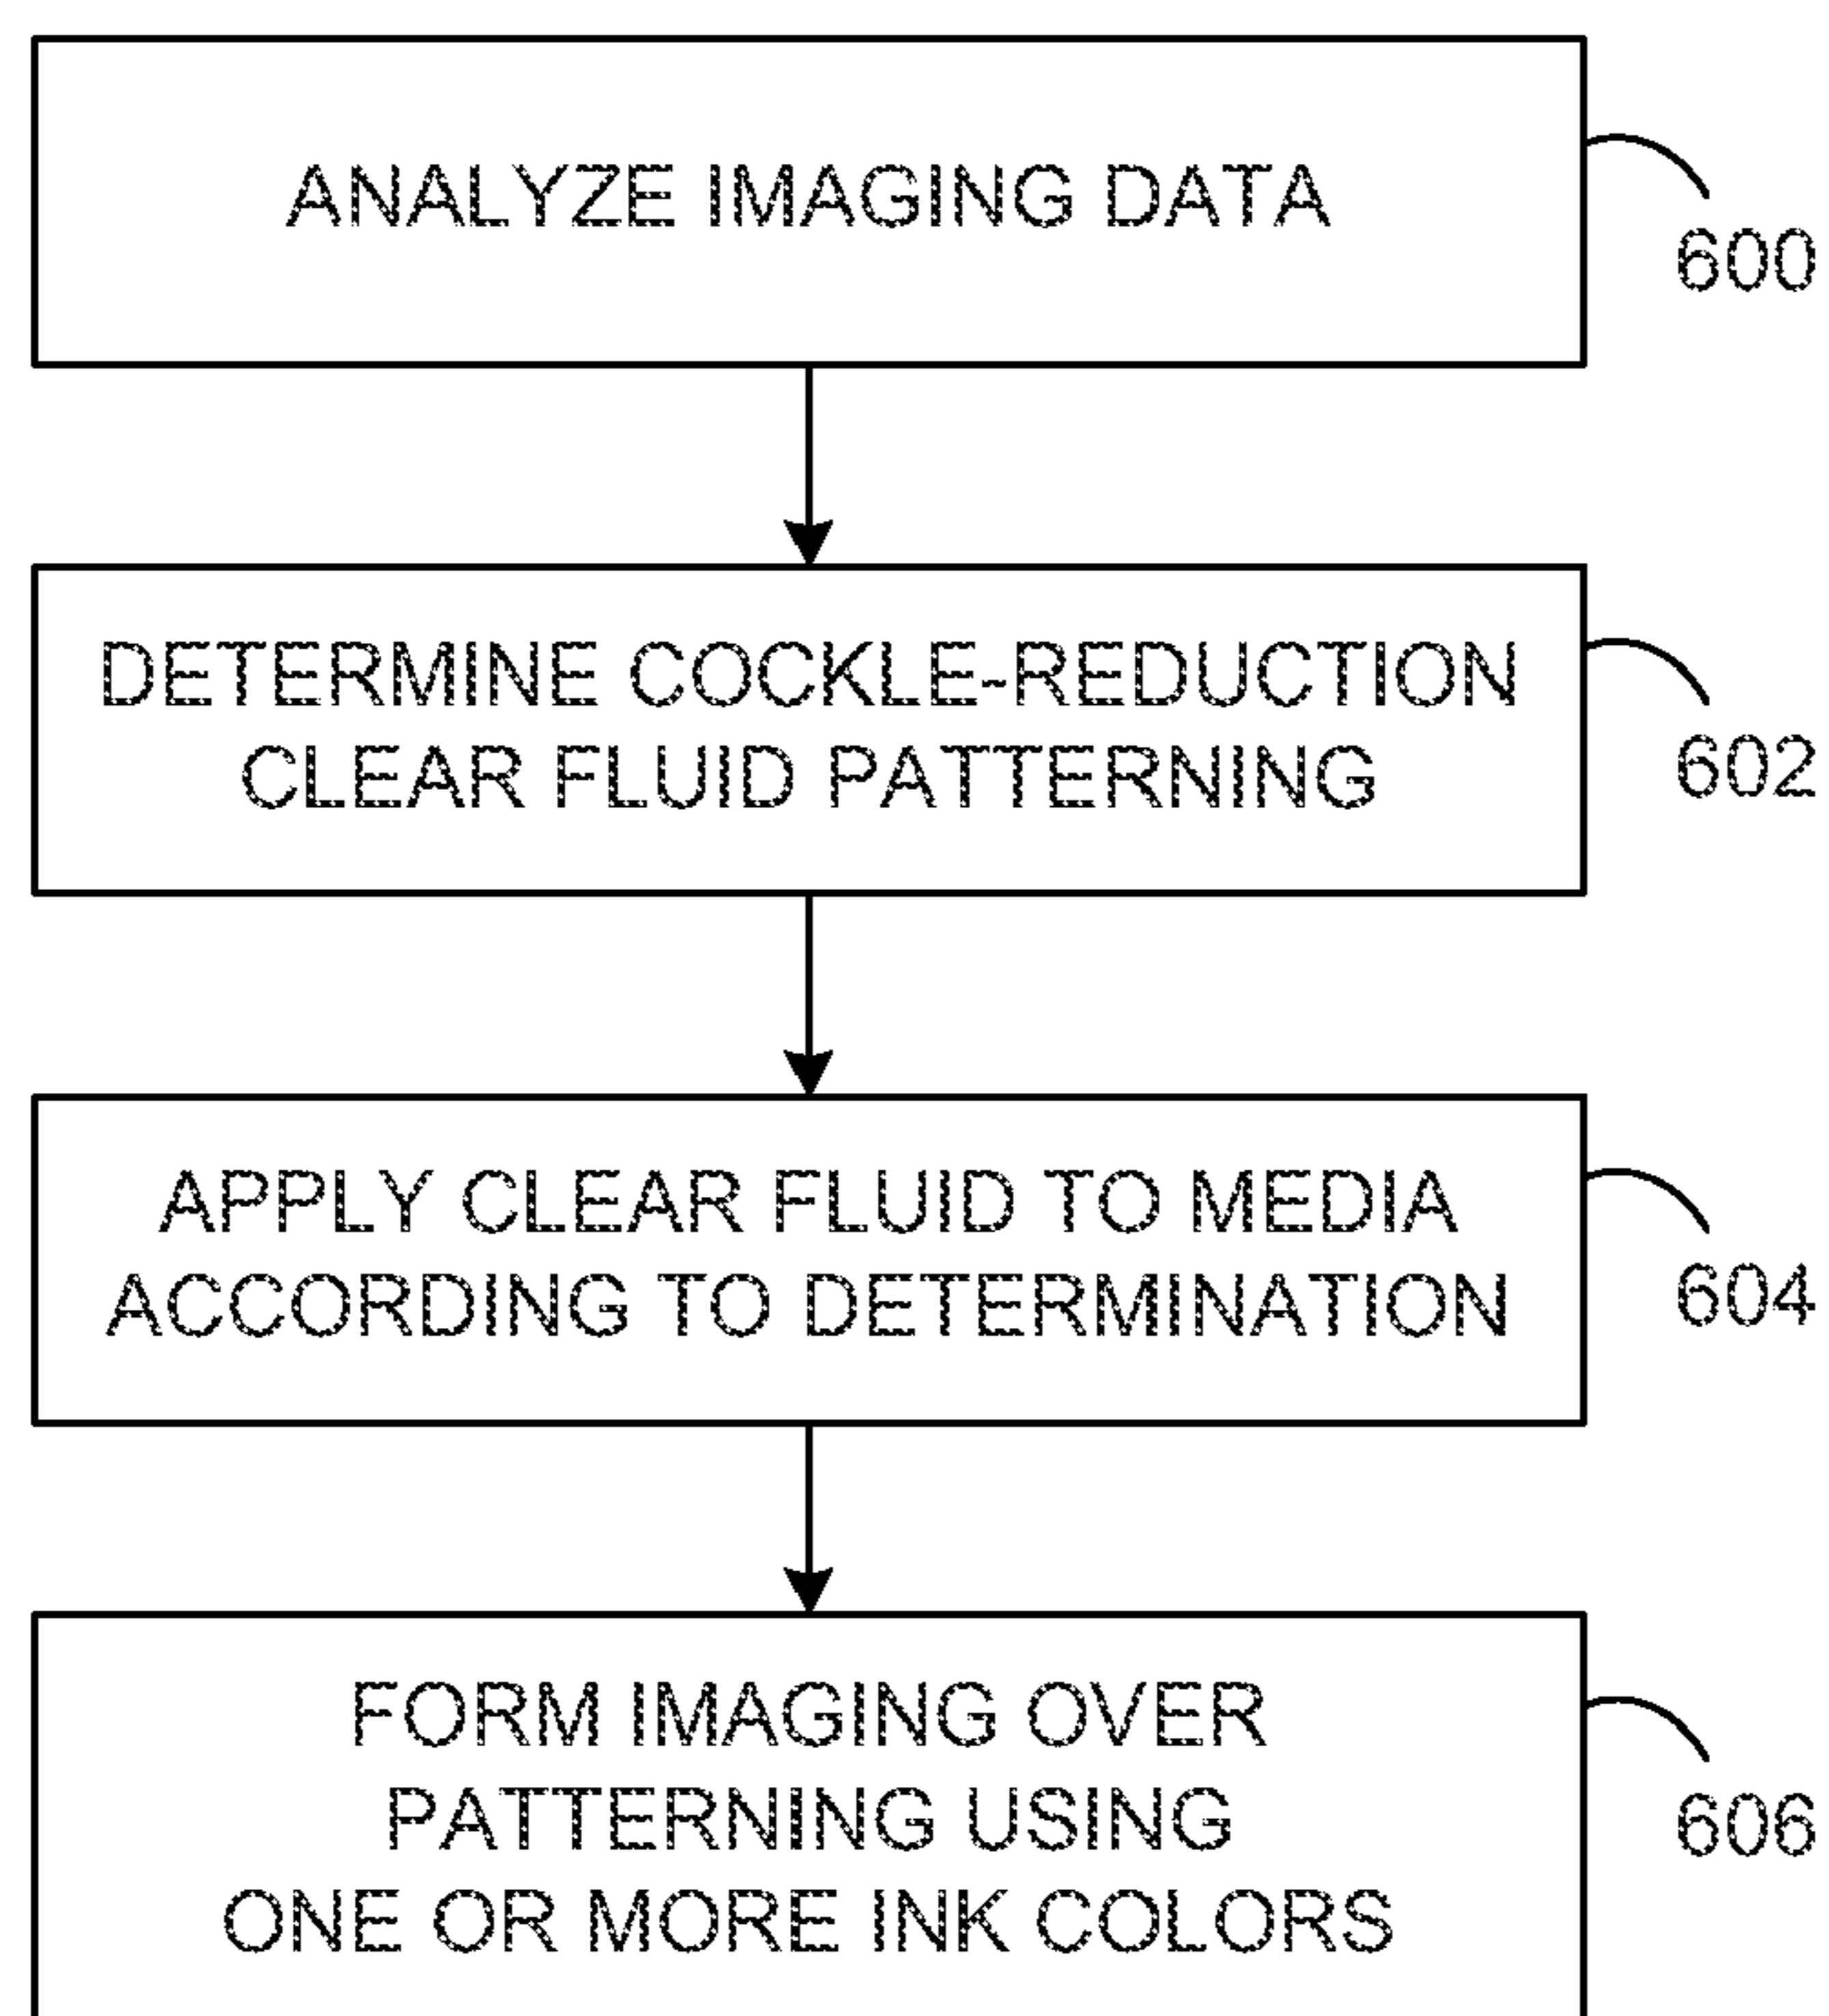 ANALYZE IMAGING DATA
600
DETERMINE COCKLE-REDUCTION
CLEAR FLUID PATTERNING
602
APPLY CLEAR FLUID TO MEDIA
ACCORDING TO DETERMINATION
604
FORM IMAGING OVER
PATTERNING USING
ONE OR MORE INK COLORS
606